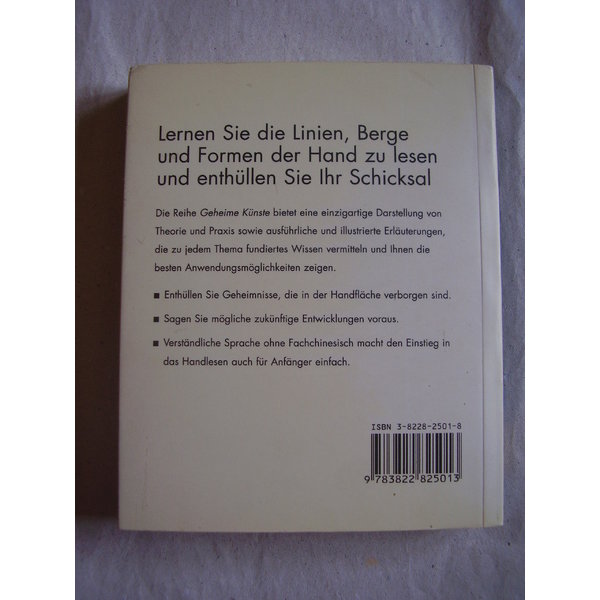 Lernen Sie die Linien, Berge
und Formen der Hand zu lesen
und enthüllen Sie Ihr Schicksal
Die Reihe Geheime Künste bietet eine einzigartige Darstellung von
Theorie und Praxis sowie ausführliche und illustrierte Erläuterungen,
die zu jedem Thema fundiertes Wissen vermitteln und Ihnen die
besten Anwendungsmöglichkeiten zeigen.
■ Enthüllen Sie Geheimnisse, die in der Handfläche verborgen sind.
■ Sagen Sie mögliche zukünftige Entwicklungen voraus.
■ Verständliche Sprache ohne Fachchinesisch macht den Einstieg in
das Handlesen auch für Anfänger einfach.
ISBN 3-8228-2501-8
9 783822 825013